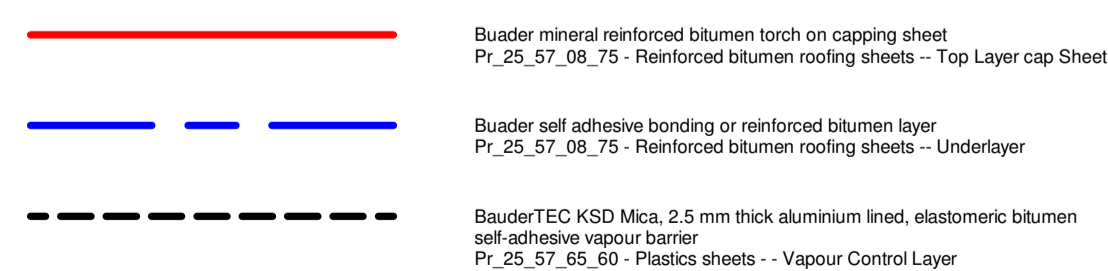 Buader mineral reinforced bitumen torch on capping sheet
Pr_25_57_08_75 - Reinforced bitumen roofing sheets -- Top Layer cap Sheet
Buader self adhesive bonding or reinforced bitumen layer
Pr_25_57_08_75 - Reinforced bitumen roofing sheets -- Underlayer
BauderTEC KSD Mica, 2.5 mm thick aluminium lined, elastomeric bitumen
self-adhesive vapour barrier
Pr_25_57_65_60 - Plastics sheets - - Vapour Control Layer